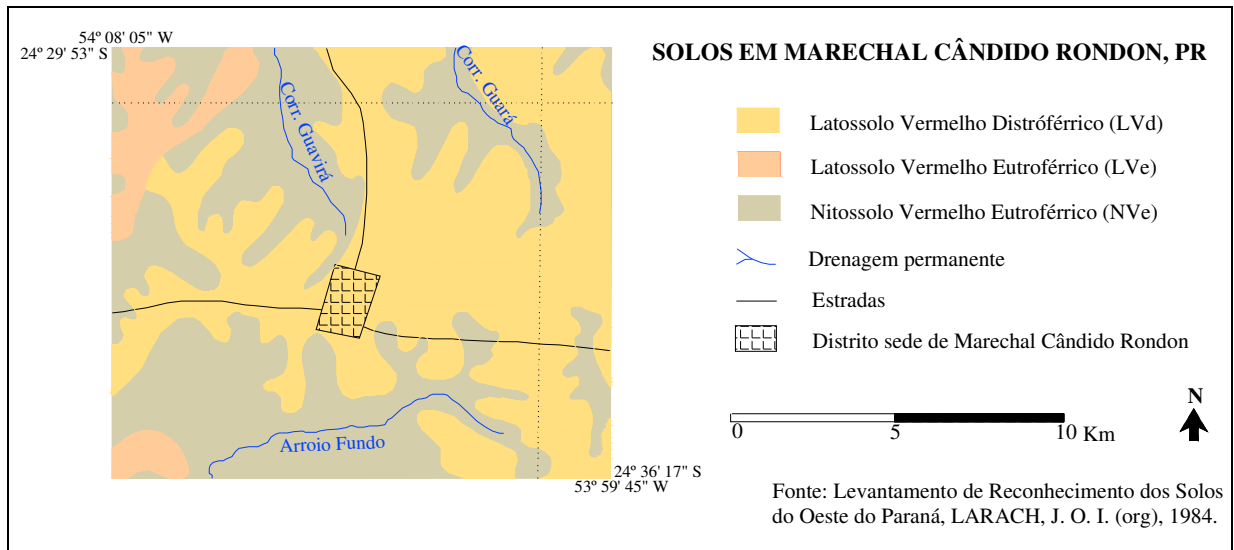 54º 08' 05" W
24º 29' 53" S
SOLOS EM MARECHAL CÂNDIDO RONDON, PR
Corr. Guavirá
Corr. Guará
Latossolo Vermelho Distróférrico (LVd)
Latossolo Vermelho Eutroférrico (LVe)
Nitossolo Vermelho Eutroférrico (NVe)
Drenagem permanente
Estradas
Distrito sede de Marechal Cândido Rondon
N
0 5 10 Km
Arroio Fundo
24º 36' 17" S
53º 59' 45" W
Fonte: Levantamento de Reconhecimento dos Solos
do Oeste do Paraná, LARACH, J. O. I. (org), 1984.